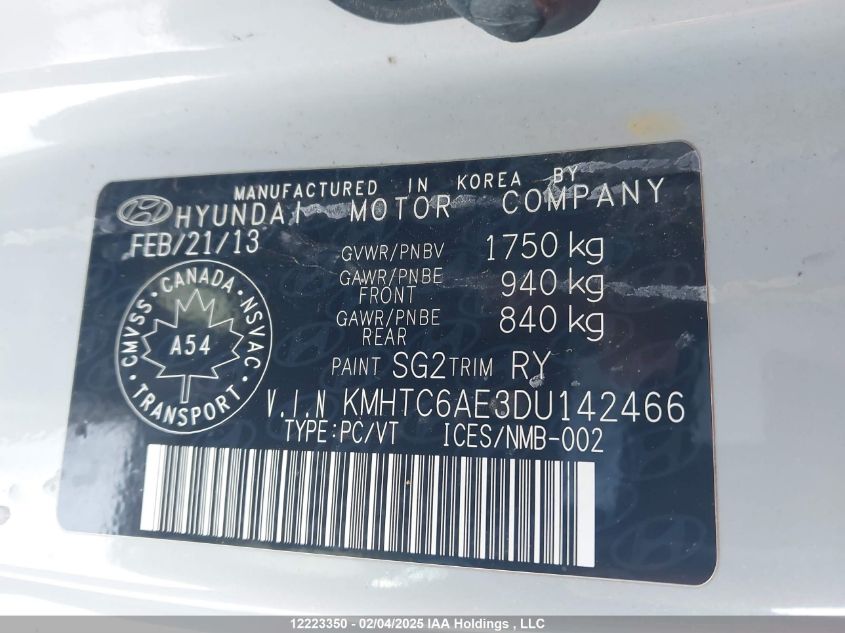 MANUFACTURED IN KOREA BY
HYUNDAI MOTOR COMPANY
FEB/21/13
GVWR/PNBV 1750 kg
GAWR/PNBE FRONT 940 kg
GAWR/PNBE REAR 840 kg
CMVSS · CANADA · NSVAC · TRANSPORT ·
A54
PAINT SG2 TRIM RY
V.I.N KMHTC6AE3DU142466
TYPE:PC/VT ICES/NMB-002
12223350 - 02/04/2025 IAA Holdings , LLC